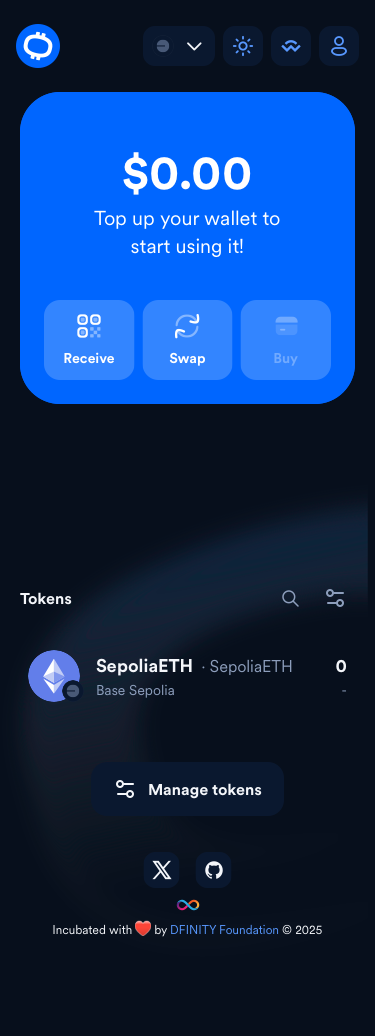 $0.00
Top up your wallet to
start using it!
Receive
Swap
Buy
Tokens
SepoliaETH · SepoliaETH 0
Base Sepolia -
Manage tokens
Incubated with ❤️ by DFINITY Foundation © 2025